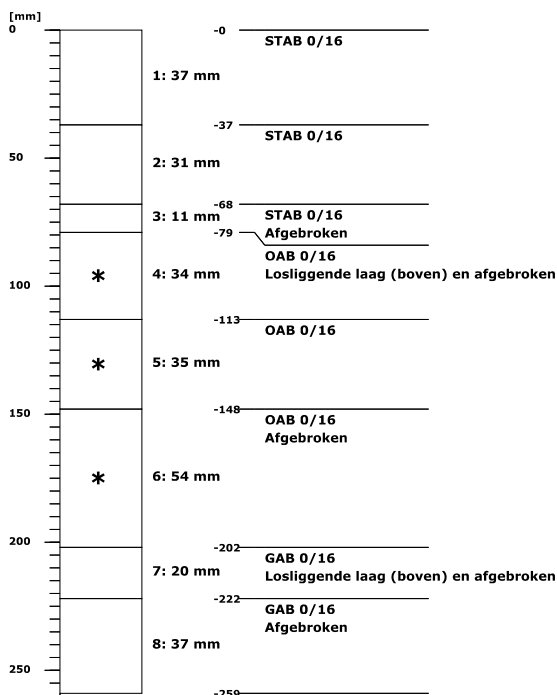 [mm]
0
-0
STAB 0/16
1: 37 mm
-37
STAB 0/16
50
2: 31 mm
-68
3: 11 mm
STAB 0/16
-79
Afgebroken
OAB 0/16
4: 34 mm
Losliggende laag (boven) en afgebroken
*
100
-113
OAB 0/16
5: 35 mm
*
150
-148
OAB 0/16
Afgebroken
6: 54 mm
*
200
-202
GAB 0/16
7: 20 mm
Losliggende laag (boven) en afgebroken
-222
GAB 0/16
Afgebroken
8: 37 mm
250
-259